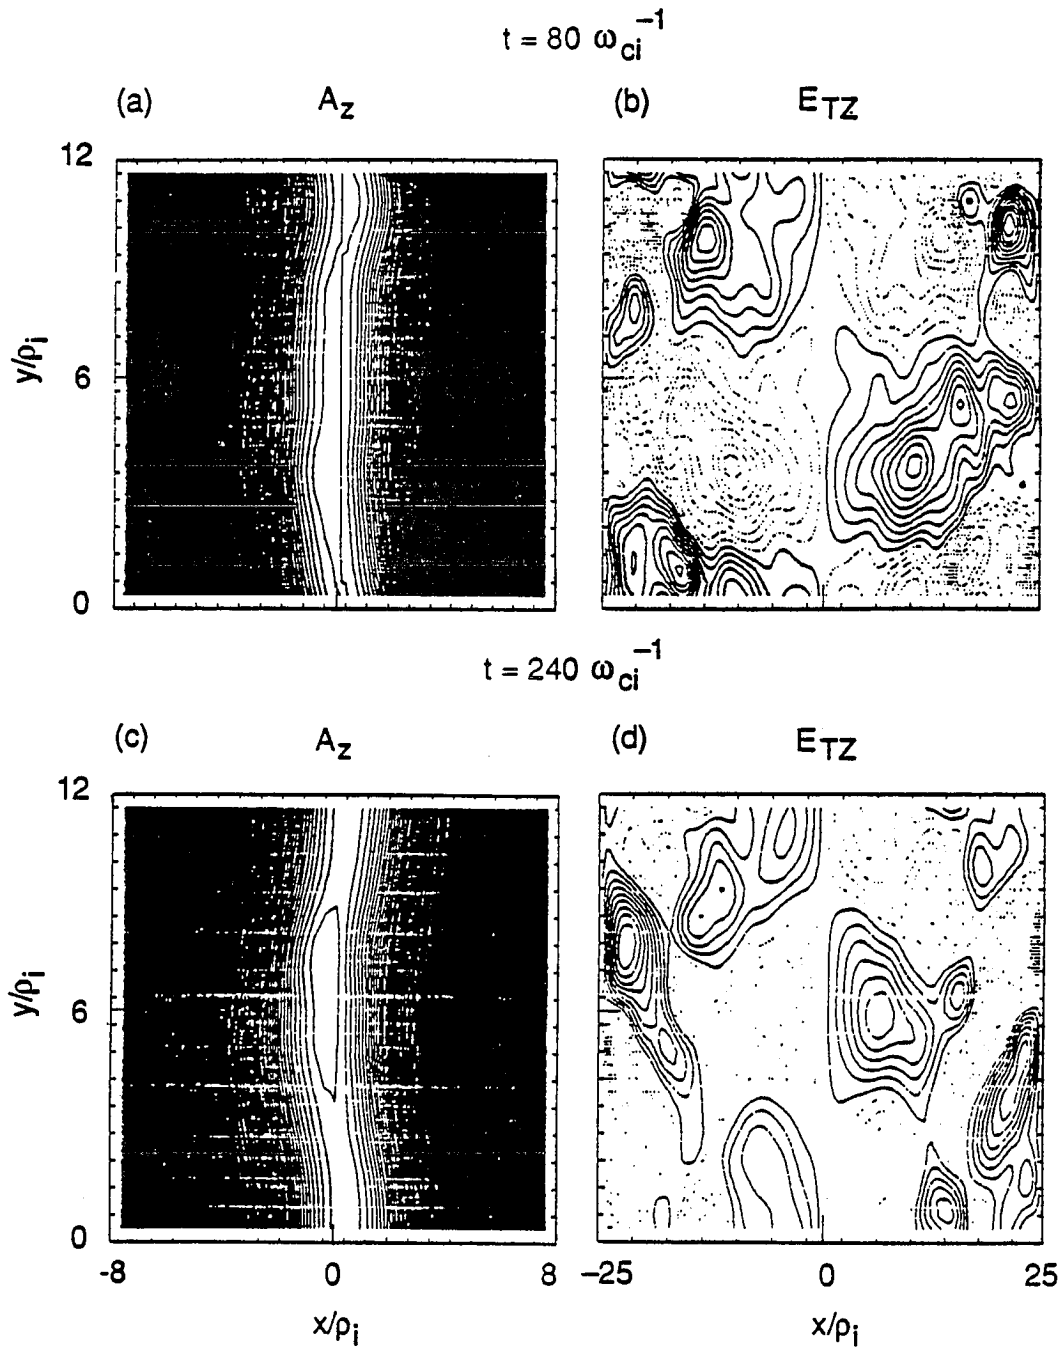 t = 80 ω_ci^−1
(a) A_z (b) E_TZ
12
y/ρ_i
6
0
t = 240 ω_ci^−1
(c) A_z (d) E_TZ
12
y/ρ_i
6
0
-8 0 8 −25 0 25
x/ρ_i x/ρ_i